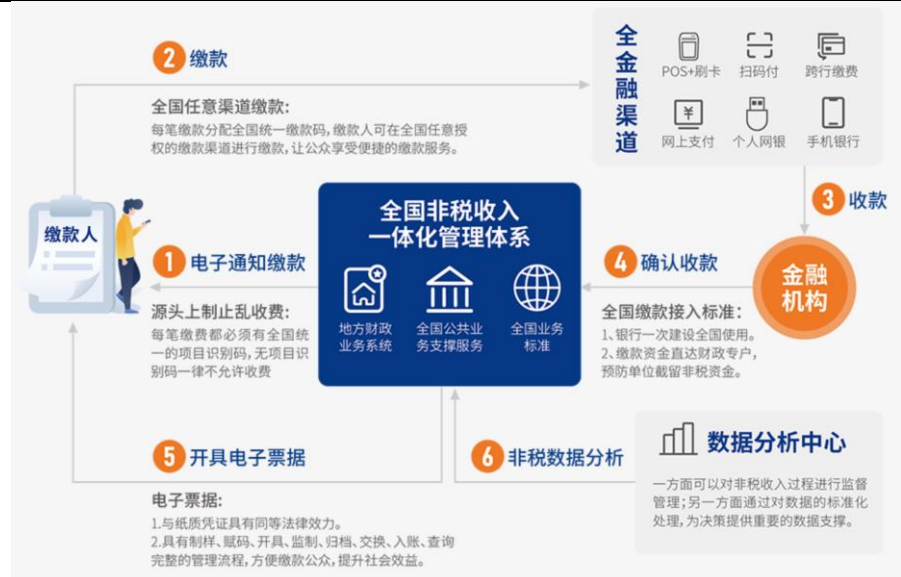 2 缴款
全国任意渠道缴款:
每笔缴款分配全国统一缴款码,缴款人可在全国任意授
权的缴款渠道进行缴款,让公众享受便捷的缴款服务。
全金融渠道
POS+刷卡 扫码付 跨行缴费
网上支付 个人网银 手机银行
3 收款
金融
机构
缴款人
1 电子通知缴款
源头上制止乱收费:
每笔缴费都必须有全国统
一的项目识别码,无项目识
别码一律不允许收费
全国非税收入
一体化管理体系
地方财政
业务系统
全国公共业
务支撑服务
全国业务
标准
4 确认收款
全国缴款接入标准:
1、银行一次建设全国使用。
2、缴款资金直达财政专户,
预防单位截留非税资金。
5 开具电子票据
电子票据:
1.与纸质凭证具有同等法律效力。
2.具有制样、赋码、开具、监制、归档、交换、入账、查询
完整的管理流程,方便缴款公众,提升社会效益。
6 非税数据分析
数据分析中心
一方面可以对非税收入过程进行监督
管理;另一方面通过对数据的标准化
处理,为决策提供重要的数据支撑。